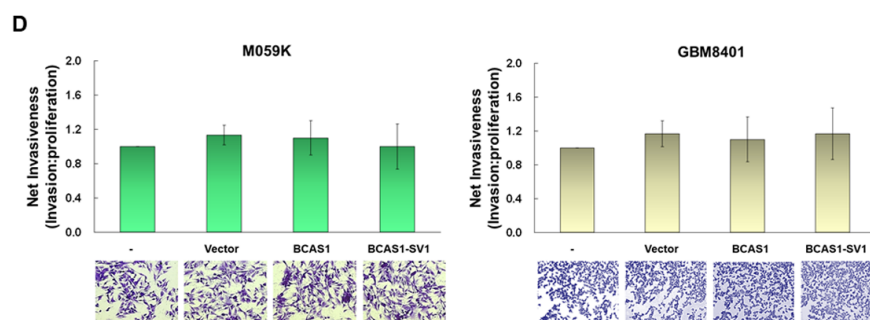 D
M059K
Net Invasiveness
(Invasion:proliferation)
2.0
1.6
1.2
0.8
0.4
0.0
-
Vector
BCAS1
BCAS1-SV1
GBM8401
Net Invasiveness
(Invasion:proliferation)
2.0
1.6
1.2
0.8
0.4
0.0
-
Vector
BCAS1
BCAS1-SV1